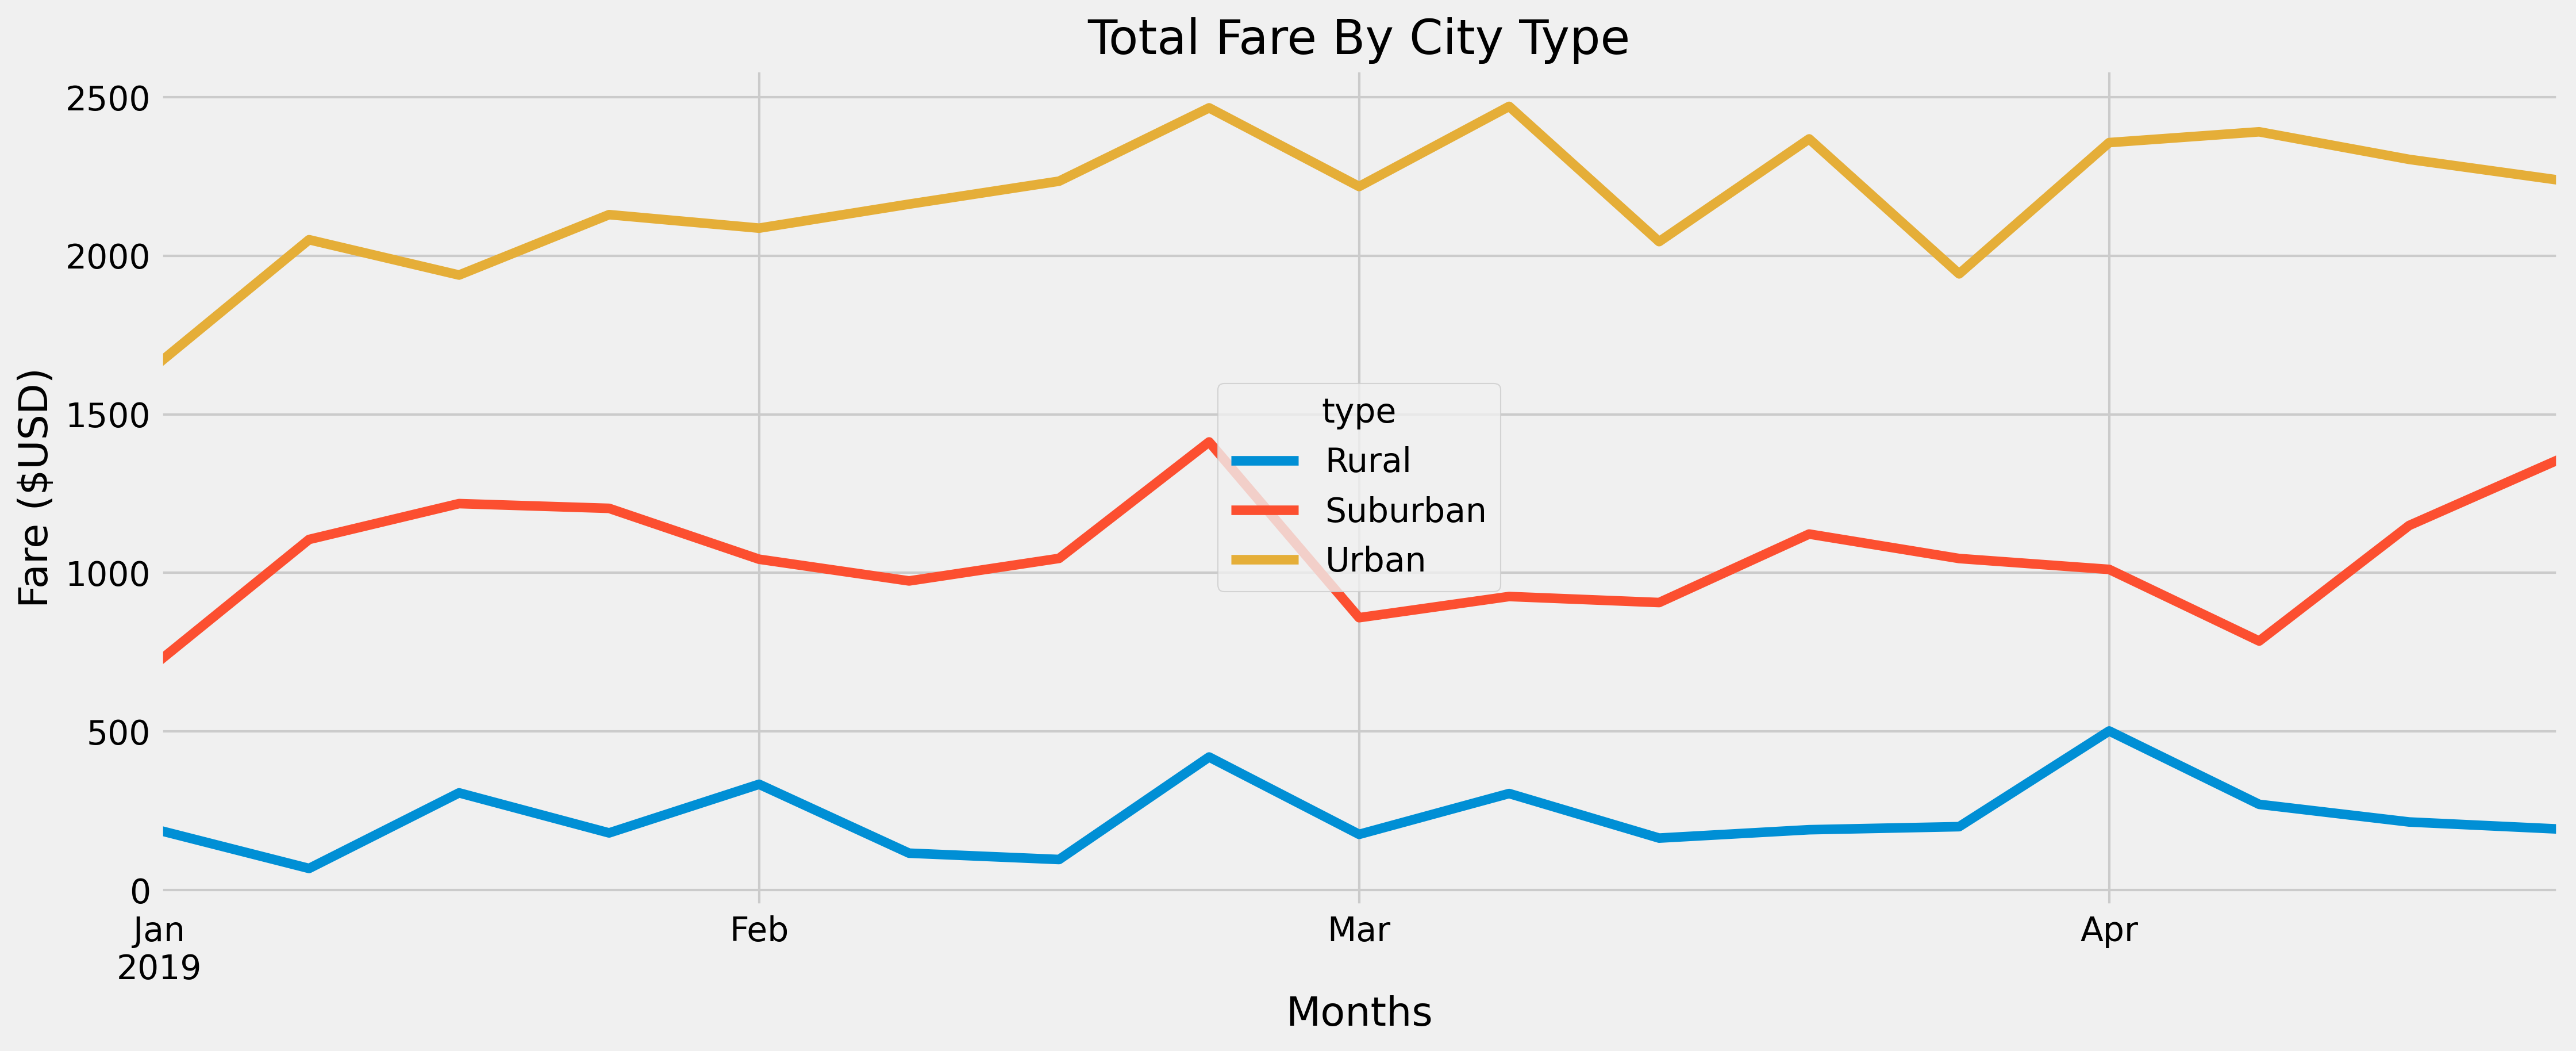 Total Fare By City Type
Fare ($USD)
2500
2000
1500
1000
500
0
type
Rural
Suburban
Urban
Jan Feb Mar Apr
2019
Months